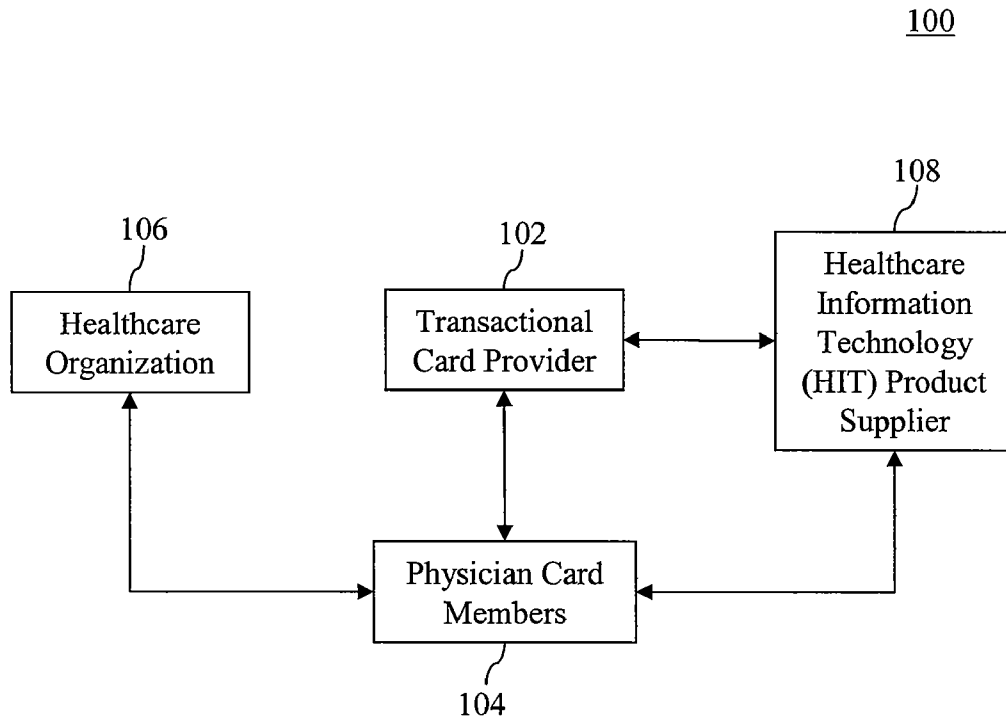 100
106
102
108
Healthcare
Organization
Transactional
Card Provider
Healthcare
Information
Technology
(HIT) Product
Supplier
Physician Card
Members
104